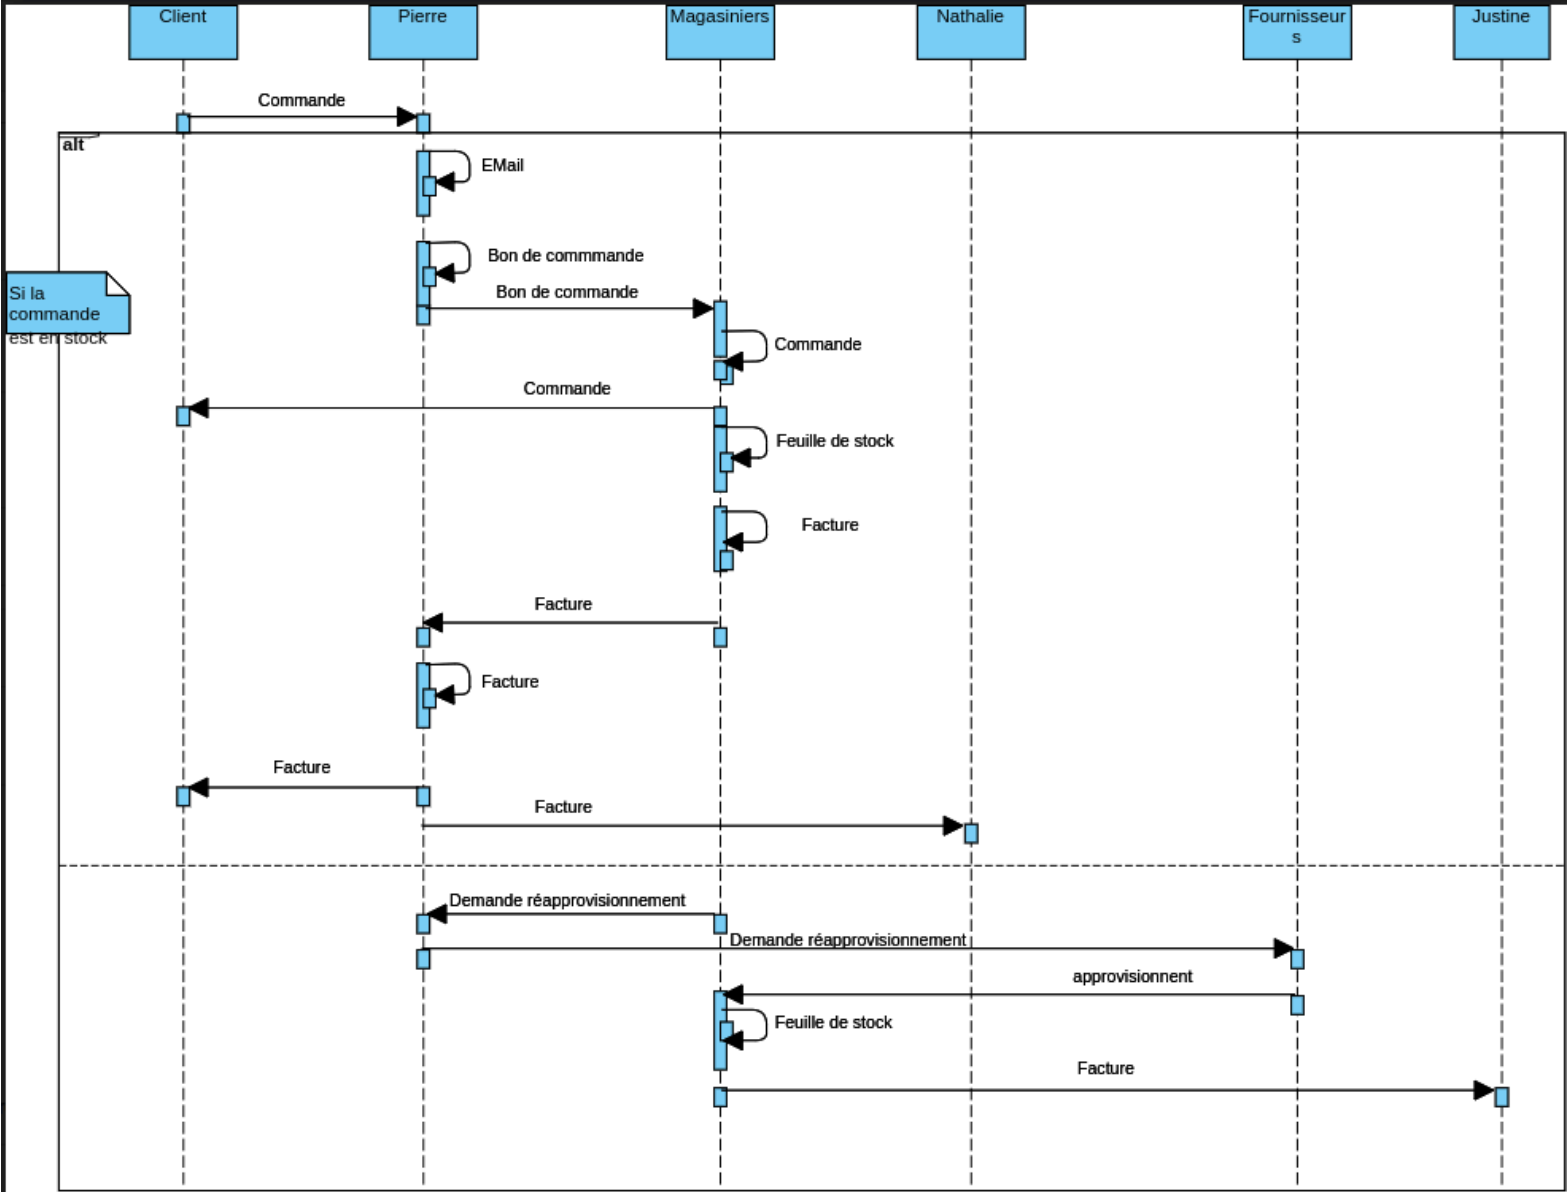 Client
Pierre
Magasiniers
Nathalie
Fournisseur
s
Justine
Commande
alt
EMail
Bon de commmande
Si la
commande
est en stock
Bon de commande
Commande
Commande
Feuille de stock
Facture
Facture
Facture
Facture
Facture
Demande réapprovisionnement
Demande réapprovisionnement
approvisionnent
Feuille de stock
Facture